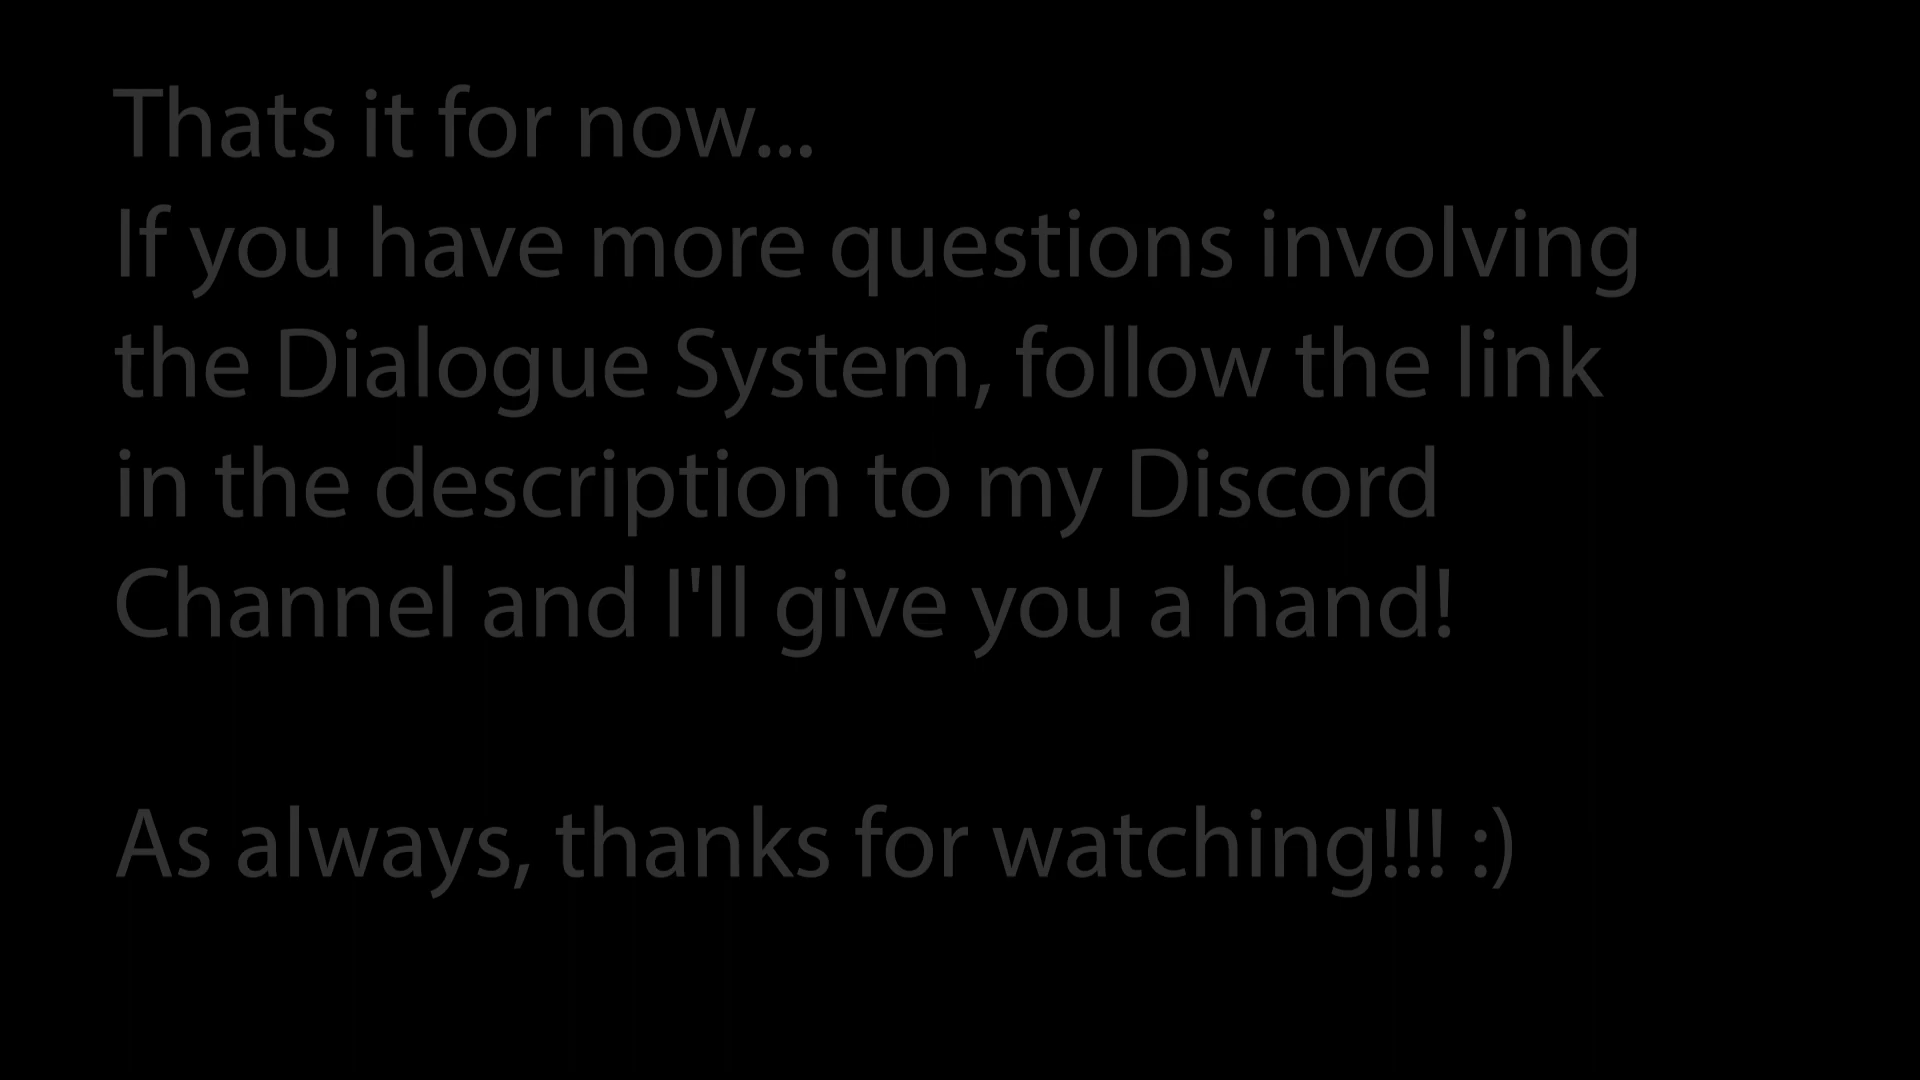 Thats it for now...
If you have more questions involving
the Dialogue System, follow the link
in the description to my Discord
Channel and I'll give you a hand!
As always, thanks for watching!!! :)